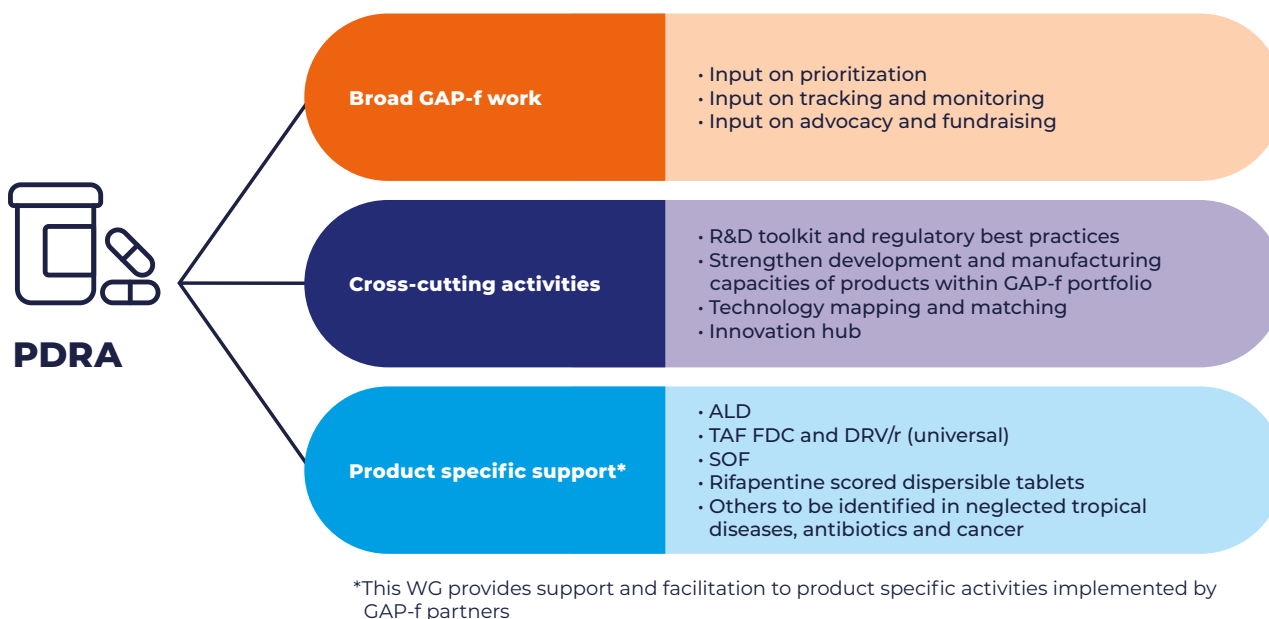 PDRA
Broad GAP-f work
• Input on prioritization
• Input on tracking and monitoring
• Input on advocacy and fundraising
Cross-cutting activities
• R&D toolkit and regulatory best practices
• Strengthen development and manufacturing
capacities of products within GAP-f portfolio
• Technology mapping and matching
• Innovation hub
Product specific support*
• ALD
• TAF FDC and DRV/r (universal)
• SOF
• Rifapentine scored dispersible tablets
• Others to be identified in neglected tropical
diseases, antibiotics and cancer
*This WG provides support and facilitation to product specific activities implemented by
GAP-f partners